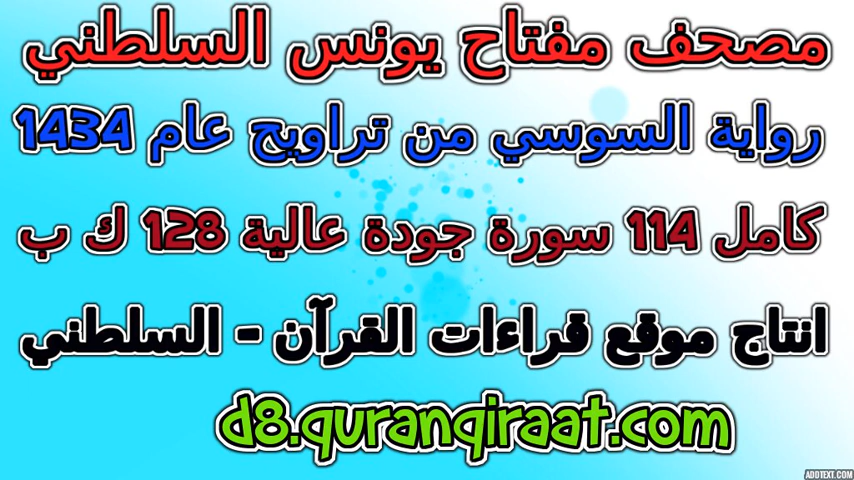 مصحف مفتاح يونس السلطني
رواية السوسي من تراويح عام 1434
كامل 114 سورة جودة عالية 128 ك ب
انتاج موقع قراءات القرآن - السلطني
d8.quranqiraat.com
ADDTEXT.COM